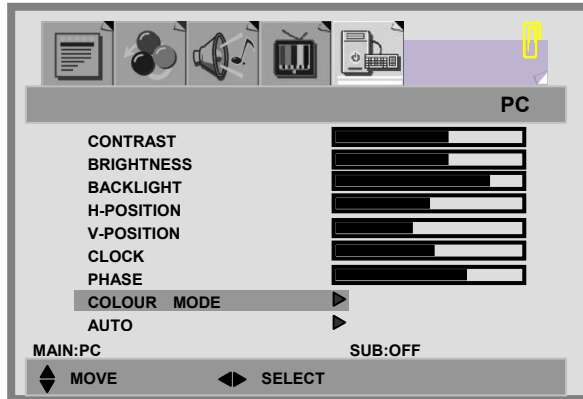 PC
CONTRAST
BRIGHTNESS
BACKLIGHT
H-POSITION
V-POSITION
CLOCK
PHASE
COLOUR MODE
AUTO
MAIN:PC SUB:OFF
MOVE SELECT